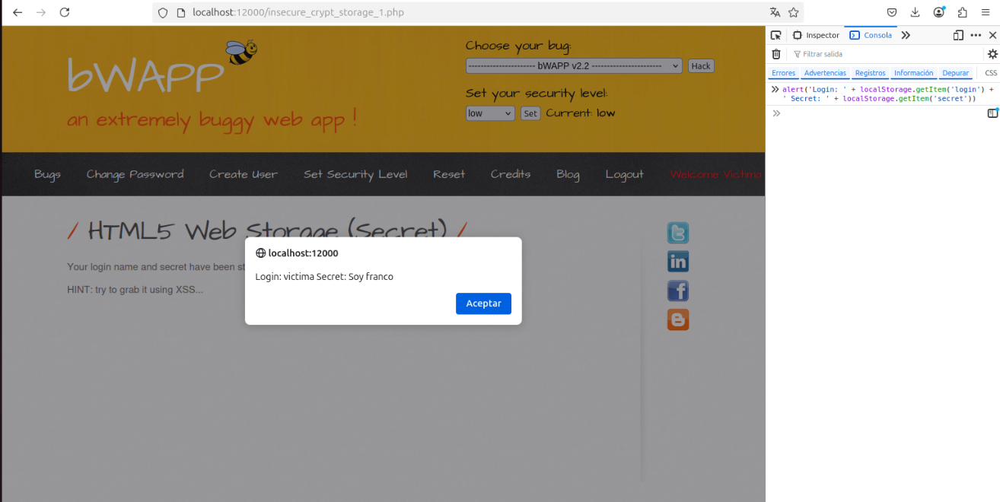 localhost:12000/insecure_crypt_storage_1.php
bWAPP
an extremely buggy web app !
Choose your bug:
---------------------- bWAPP v2.2 ----------------------- Hack
Set your security level:
low Set Current: low
Bugs Change Password Create User Set Security Level Reset Credits Blog Logout Welcome Victima
/ HTML5 Web Storage (Secret) /
Your login name and secret have been st
HINT: try to grab it using XSS...
localhost:12000
Login: victima Secret: Soy franco
Aceptar
Inspector Consola
Filtrar salida
Errores Advertencias Registros Información Depurar CSS
alert('Login: ' + localStorage.getItem('login') +
' Secret: ' + localStorage.getItem('secret'))